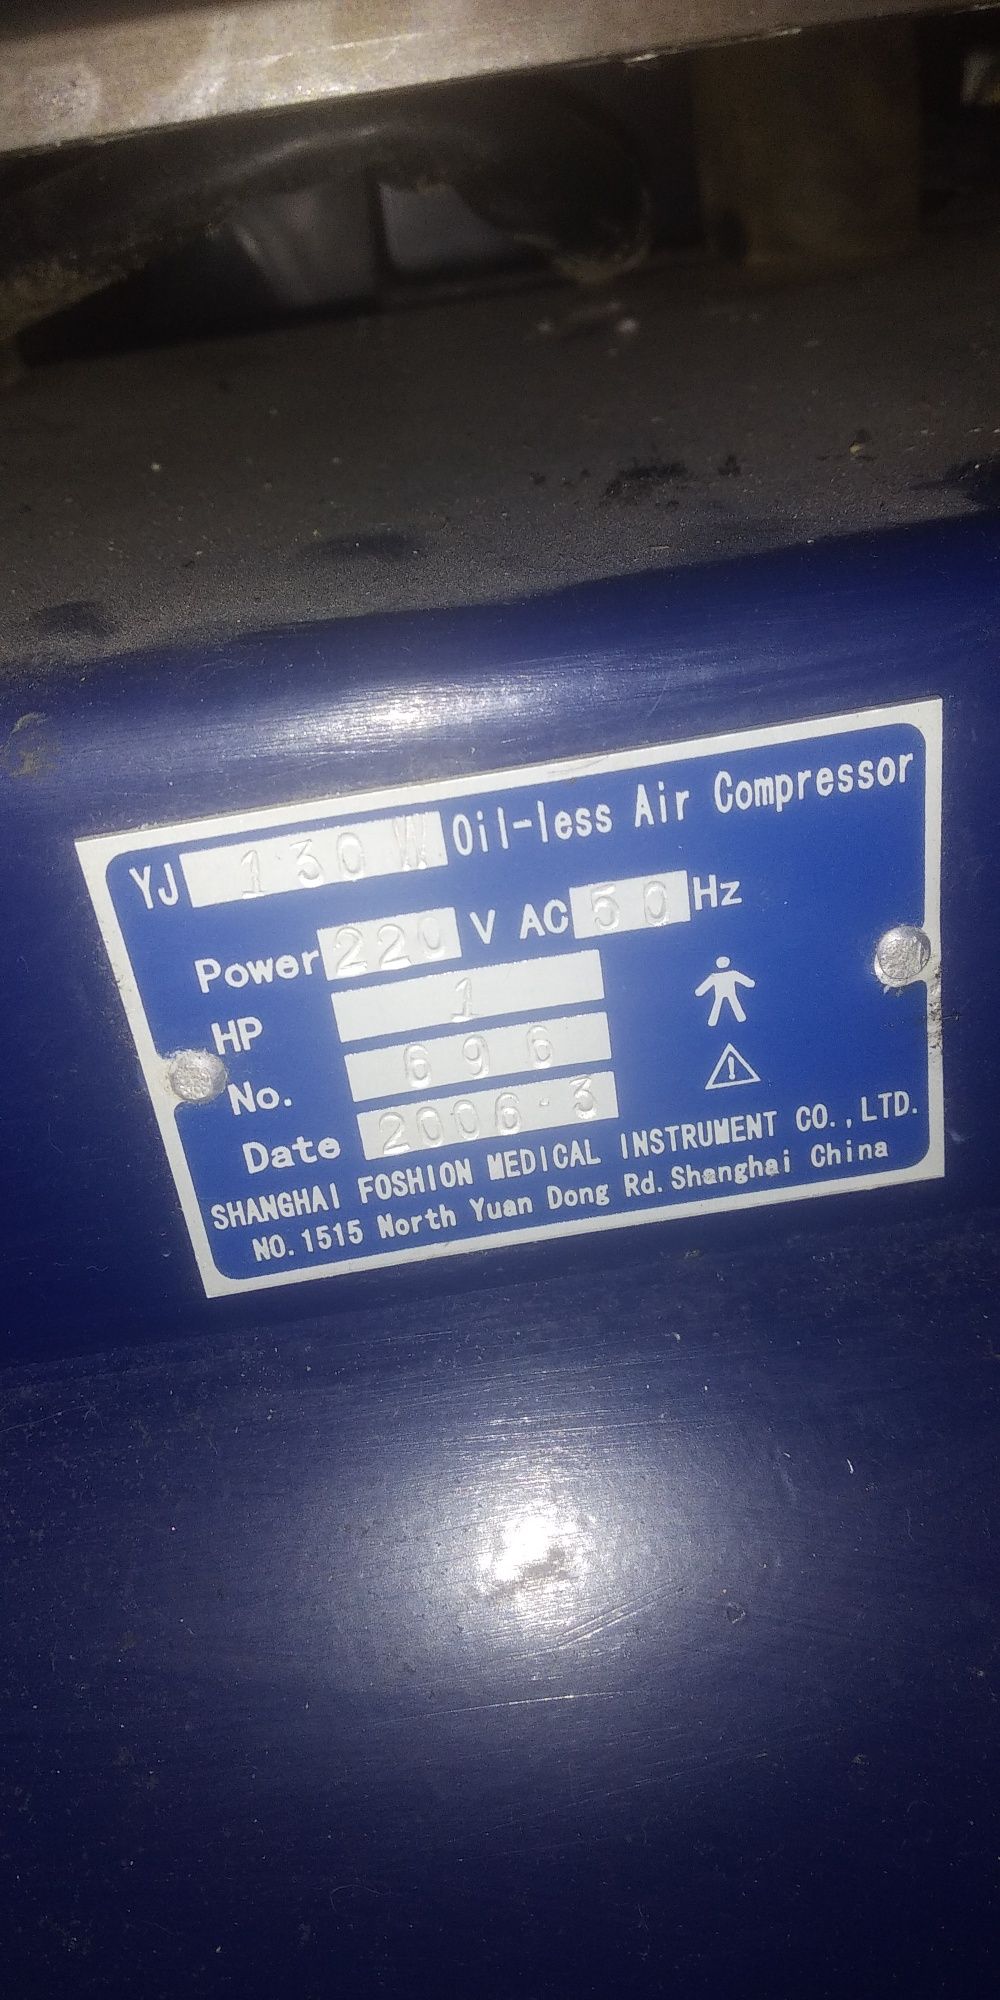 YJ 130 W Oil-less Air Compressor
Power 220 V AC 50 Hz
HP 1
No. 696
Date 2006·3
SHANGHAI FOSHION MEDICAL INSTRUMENT CO.,LTD.
NO.1515 North Yuan Dong Rd.Shanghai China